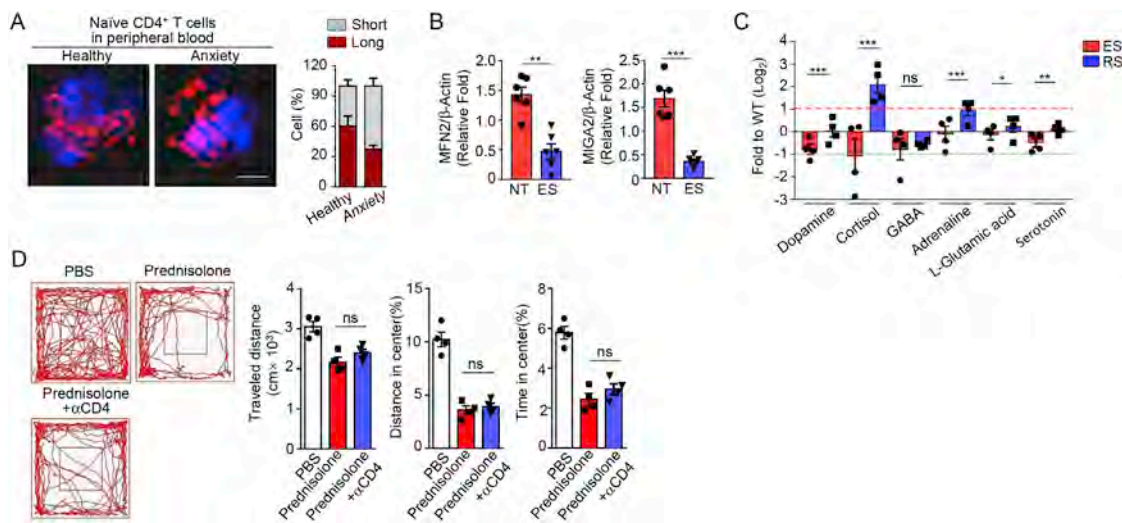 A
Naïve CD4⁺ T cells
in peripheral blood
Healthy
Anxiety
Short
Long
Cell (%)
120
100
60
20
0
Healthy
Anxiety
B
MFN2/β-Actin
(Relative Fold)
2.0
1.5
1.0
0.5
0
**
NT
ES
MIGA2/β-Actin
(Relative Fold)
2.5
2.0
1.5
1.0
0.5
0
***
NT
ES
C
Fold to WT (Log₂)
4
3
2
1
0
-1
-2
-3
***
***
ns
***
*
**
ES
RS
Dopamine
Cortisol
GABA
Adrenaline
L-Glutamic acid
Serotonin
D
PBS
Prednisolone
Prednisolone
+αCD4
Traveled distance
(cm× 10³)
4
3
2
1
0
ns
PBS
Prednisolone
Prednisolone
+αCD4
Distance in center(%)
15
10
5
0
ns
PBS
Prednisolone
Prednisolone
+αCD4
Time in center(%)
8
6
4
2
0
ns
PBS
Prednisolone
Prednisolone
+αCD4